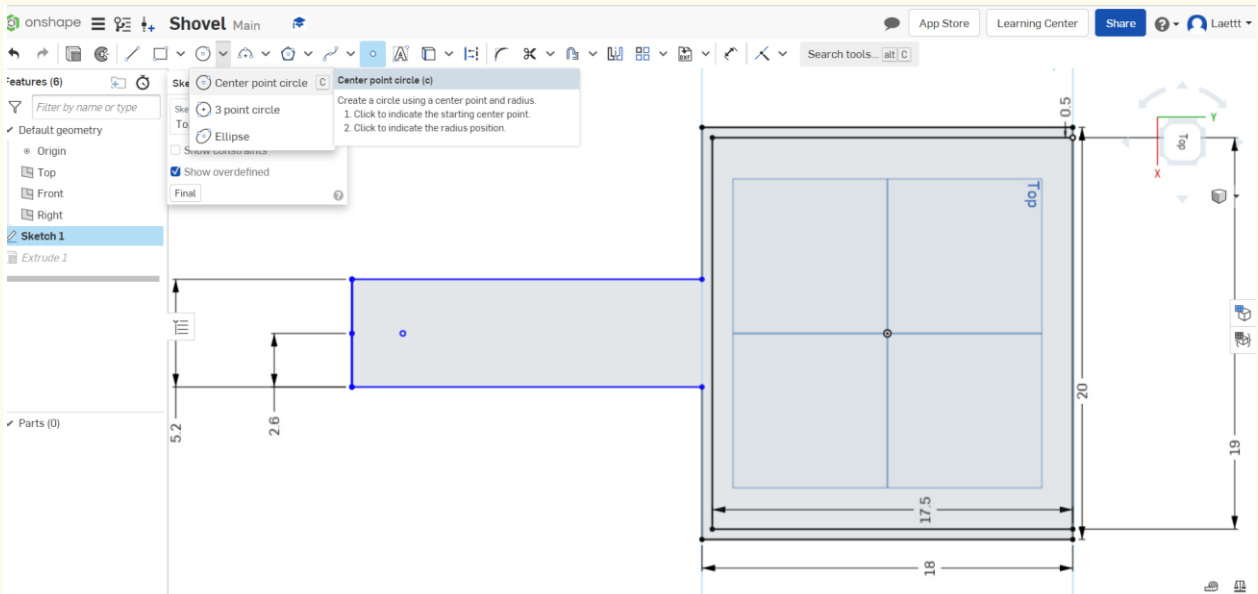 onshape Shovel Main App Store Learning Center Share Laettt
Search tools... alt C
Features (6)
Filter by name or type
Default geometry
Origin
Top
Front
Right
Sketch 1
Extrude 1
Parts (0)
Ske
Ske
To
Center point circle C
3 point circle
Ellipse
Show constraints
Show overdefined
Final
Center point circle (c)
Create a circle using a center point and radius.
1. Click to indicate the starting center point.
2. Click to indicate the radius position.
0.5
Top
Y
Top
X
5.2
2.6
20
19
17.5
18